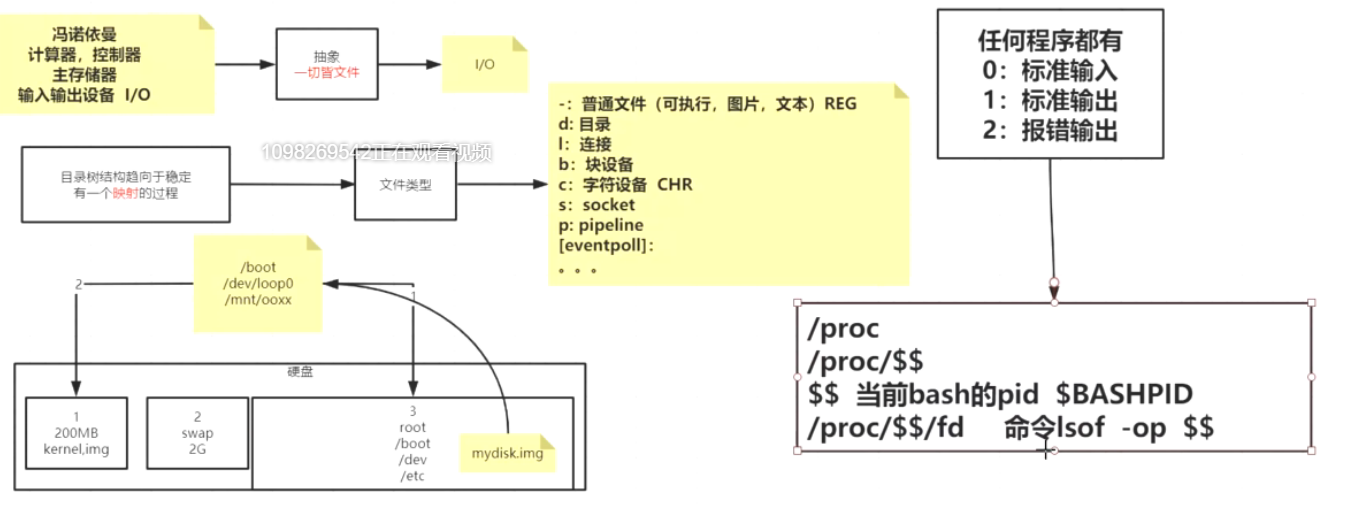 冯诺依曼
计算器，控制器
主存储器
输入输出设备 I/O
抽象
一切皆文件
I/O
任何程序都有
0：标准输入
1：标准输出
2：报错输出
-：普通文件（可执行，图片，文本）REG
d: 目录
l：连接
b：块设备
c：字符设备 CHR
s：socket
p: pipeline
[eventpoll]：
。。。
1098269542正在观看视频
目录树结构趋向于稳定
有一个映射的过程
文件类型
/boot
/dev/loop0
/mnt/ooxx
2
1
硬盘
1
200MB
kernel,img
2
swap
2G
3
root
/boot
/dev
/etc
mydisk.img
/proc
/proc/$$
$$ 当前bash的pid $BASHPID
/proc/$$/fd 命令lsof -op $$